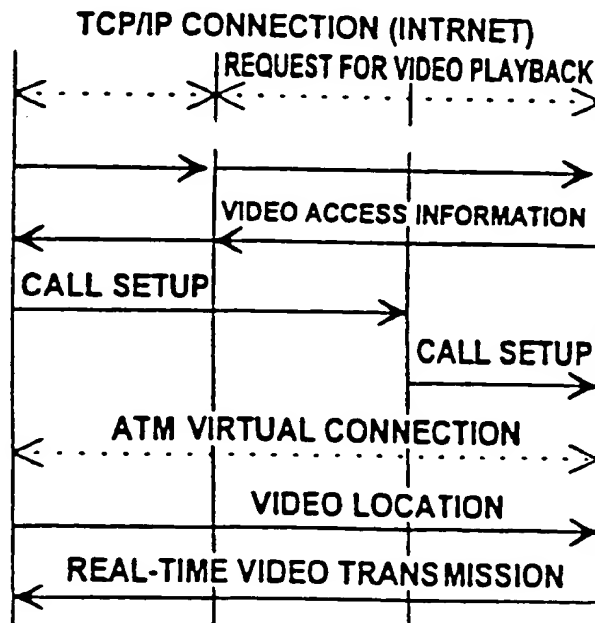 TCP/IP CONNECTION (INTRNET)
REQUEST FOR VIDEO PLAYBACK
VIDEO ACCESS INFORMATION
CALL SETUP
CALL SETUP
ATM VIRTUAL CONNECTION
VIDEO LOCATION
REAL-TIME VIDEO TRANSMISSION